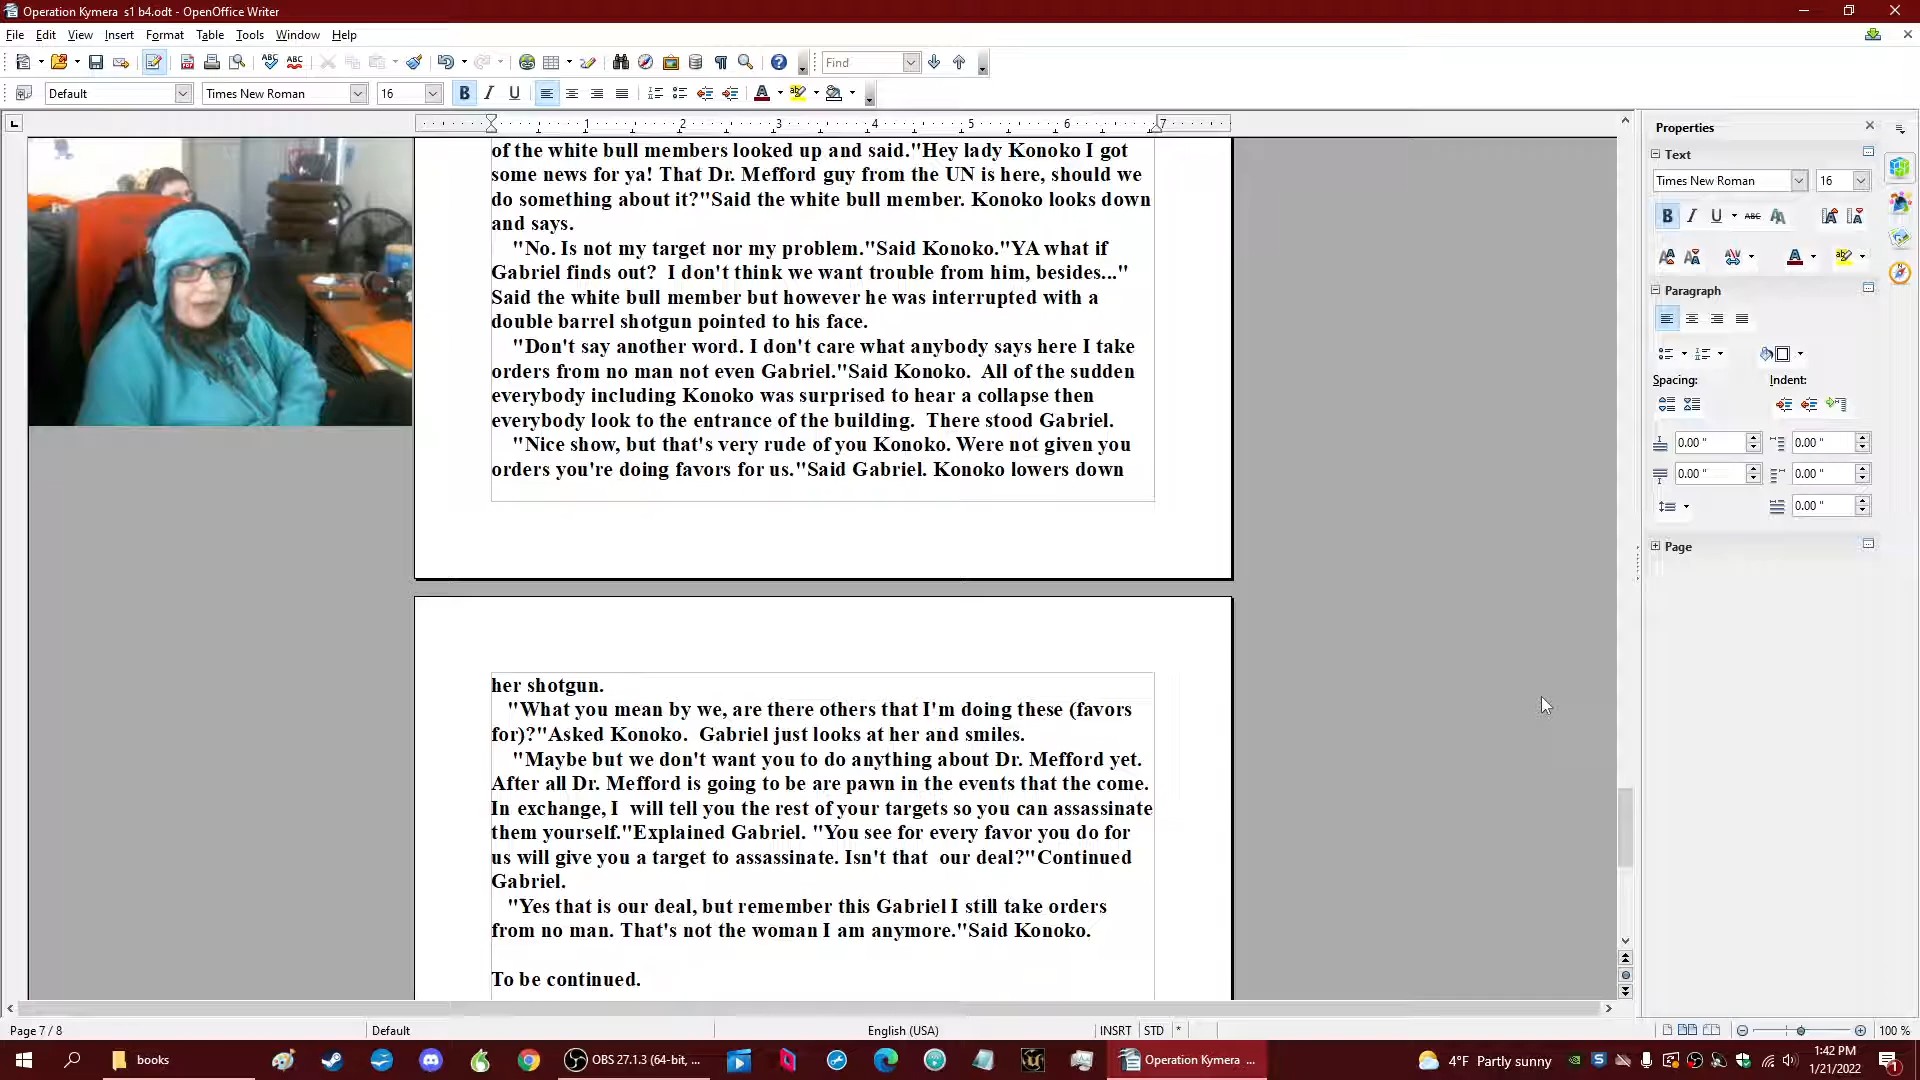 Operation Kymera  s1 b4.odt - OpenOffice Writer
File Edit View Insert Format Table Tools Window Help
Find
Default Times New Roman 16
1 2 3 4 5 6 7
of the white bull members looked up and said."Hey lady Konoko I got
some news for ya! That Dr. Mefford guy from the UN is here, should we
do something about it?"Said the white bull member. Konoko looks down
and says.
"No. Is not my target nor my problem."Said Konoko."YA what if
Gabriel finds out?  I don't think we want trouble from him, besides..."
Said the white bull member but however he was interrupted with a
double barrel shotgun pointed to his face.
"Don't say another word. I don't care what anybody says here I take
orders from no man not even Gabriel."Said Konoko.  All of the sudden
everybody including Konoko was surprised to hear a collapse then
everybody look to the entrance of the building.  There stood Gabriel.
"Nice show, but that's very rude of you Konoko. Were not given you
orders you're doing favors for us."Said Gabriel. Konoko lowers down
her shotgun.
"What you mean by we, are there others that I'm doing these (favors
for)?"Asked Konoko.  Gabriel just looks at her and smiles.
"Maybe but we don't want you to do anything about Dr. Mefford yet.
After all Dr. Mefford is going to be are pawn in the events that the come.
In exchange, I  will tell you the rest of your targets so you can assassinate
them yourself."Explained Gabriel. "You see for every favor you do for
us will give you a target to assassinate. Isn't that  our deal?"Continued
Gabriel.
"Yes that is our deal, but remember this Gabriel I still take orders
from no man. That's not the woman I am anymore."Said Konoko.
To be continued.
Properties
Text
Times New Roman 16
Paragraph
Spacing: Indent:
0.00 " 0.00 "
0.00 " 0.00 "
0.00 "
Page
Page 7 / 8 Default English (USA) INSRT STD * 100 %
books OBS 27.1.3 (64-bit, ... Operation Kymera ... 4°F Partly sunny 1:42 PM
1/21/2022